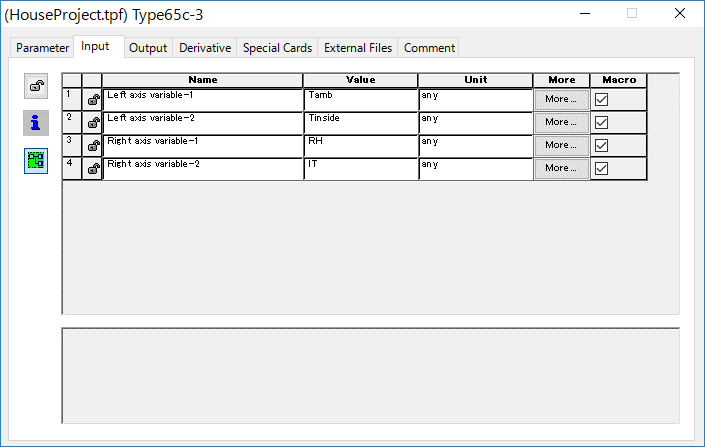 (HouseProject.tpf) Type65c-3
Parameter Input Output Derivative Special Cards External Files Comment
Name Value Unit More Macro
1 Left axis variable-1 Tamb any More...
2 Left axis variable-2 Tinside any More...
3 Right axis variable-1 RH any More...
4 Right axis variable-2 IT any More...